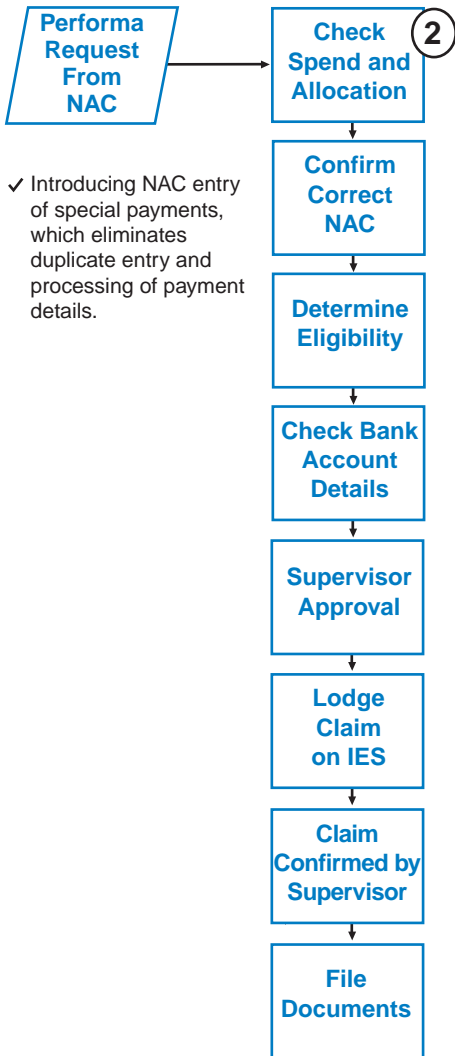 Performa
Request
From
NAC
Check
Spend and
Allocation
2
✓ Introducing NAC entry
of special payments,
which eliminates
duplicate entry and
processing of payment
details.
Confirm
Correct
NAC
Determine
Eligibility
Check Bank
Account
Details
Supervisor
Approval
Lodge
Claim
on IES
Claim
Confirmed by
Supervisor
File
Documents